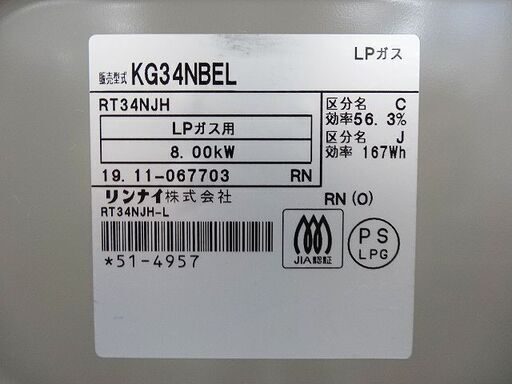 LPガス
販売型式 KG34NBEL
RT34NJH
LPガス用
8.00kW
19.11-067703 RN
区分名 C
効率56.3%
区分名 J
効率 167Wh
リンナイ株式会社
RN(O)
RT34NJH-L
*51-4957
JIA認証
PS
LPG